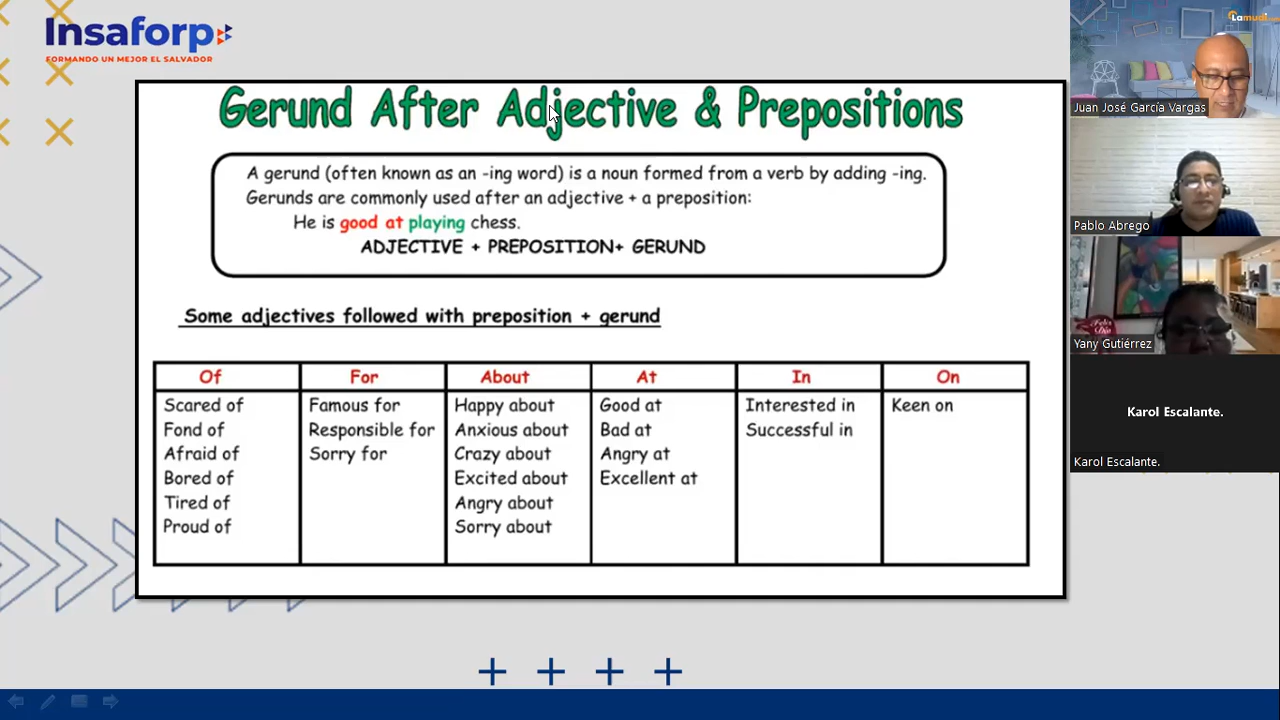 Insaforp
FORMANDO UN MEJOR EL SALVADOR
Gerund After Adjective & Prepositions
A gerund (often known as an -ing word) is a noun formed from a verb by adding -ing.
Gerunds are commonly used after an adjective + a preposition:
He is good at playing chess.
ADJECTIVE + PREPOSITION+ GERUND
Some adjectives followed with preposition + gerund
Of
Scared of
Fond of
Afraid of
Bored of
Tired of
Proud of
For
Famous for
Responsible for
Sorry for
About
Happy about
Anxious about
Crazy about
Excited about
Angry about
Sorry about
At
Good at
Bad at
Angry at
Excellent at
In
Interested in
Successful in
On
Keen on
Lamudi
Juan José García Vargas
Pablo Abrego
Yany Gutiérrez
Karol Escalante.
Karol Escalante.